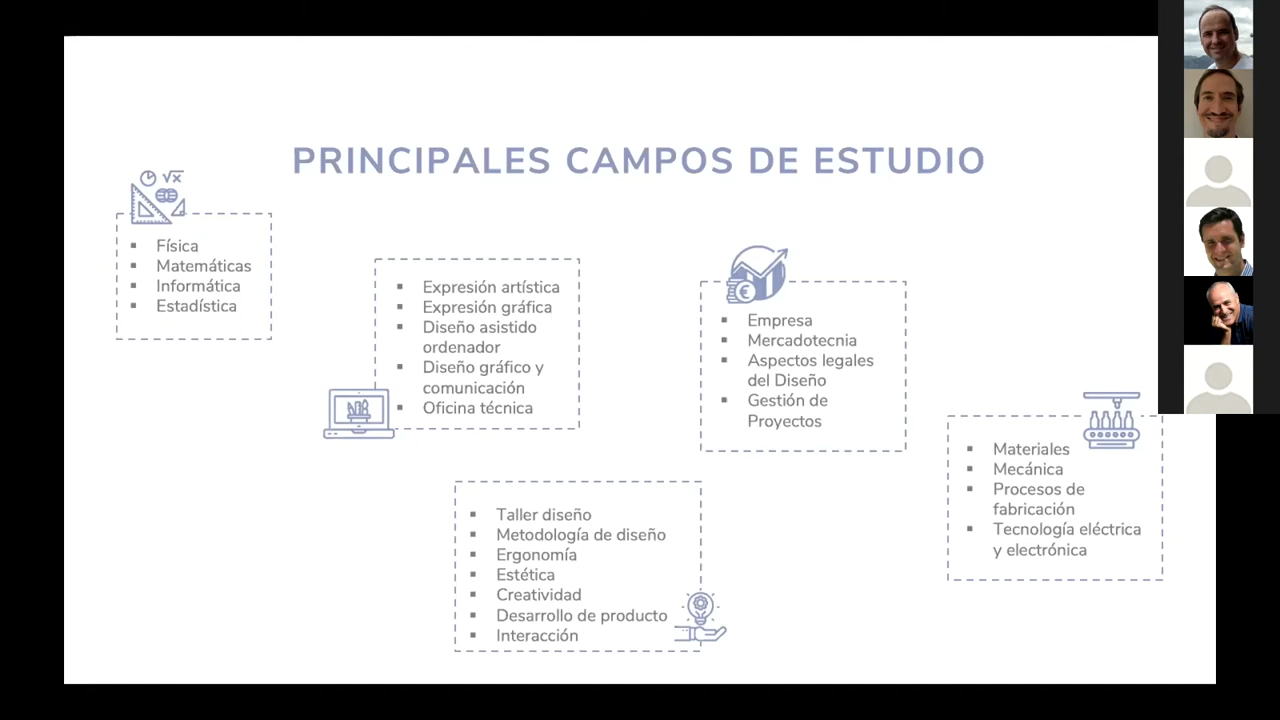 PRINCIPALES CAMPOS DE ESTUDIO
√x
Física
Matemáticas
Informática
Estadística
Expresión artística
Expresión gráfica
Diseño asistido
ordenador
Diseño gráfico y
comunicación
Oficina técnica
€
Empresa
Mercadotecnia
Aspectos legales
del Diseño
Gestión de
Proyectos
Taller diseño
Metodología de diseño
Ergonomía
Estética
Creatividad
Desarrollo de producto
Interacción
Materiales
Mecánica
Procesos de
fabricación
Tecnología eléctrica
y electrónica